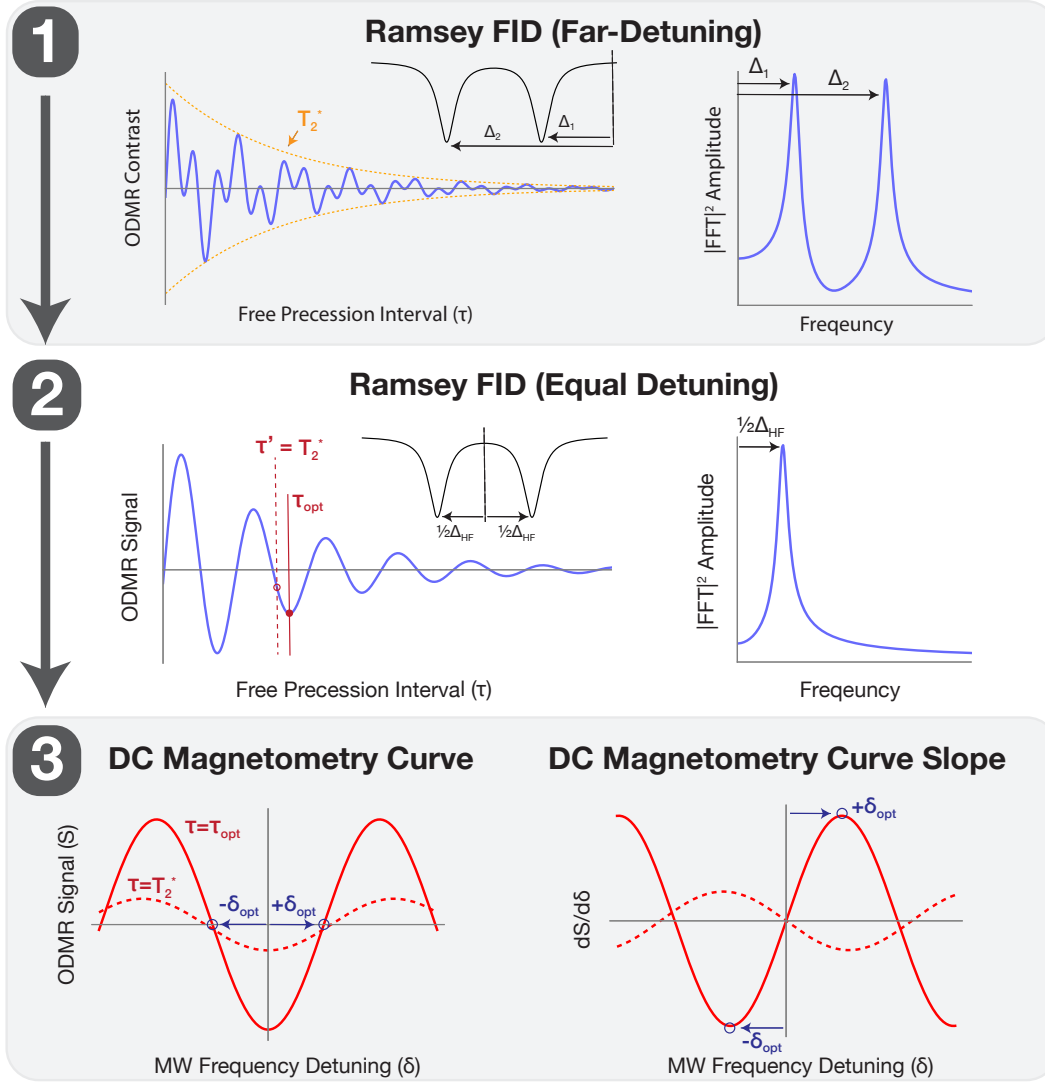 1
Ramsey FID (Far-Detuning)
ODMR Contrast
T₂*
Δ₂
Δ₁
Free Precession Interval (τ)
|FFT|² Amplitude
Δ₁
Δ₂
Freqeuncy
2
Ramsey FID (Equal Detuning)
ODMR Signal
τ' = T₂*
τopt
½ΔHF
½ΔHF
Free Precession Interval (τ)
|FFT|² Amplitude
½ΔHF
Freqeuncy
3
DC Magnetometry Curve
ODMR Signal (S)
τ=τopt
τ=T₂*
-δopt
+δopt
MW Frequency Detuning (δ)
DC Magnetometry Curve Slope
dS/dδ
+δopt
-δopt
MW Frequency Detuning (δ)